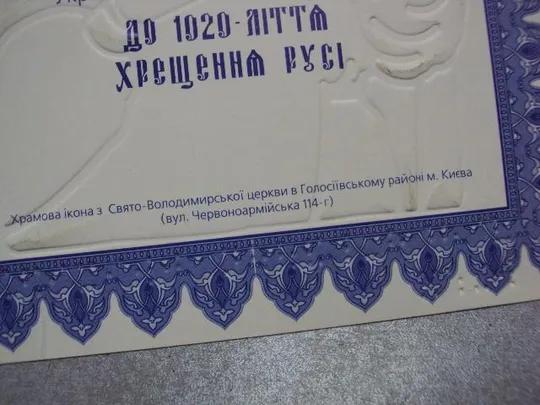 ДО 1020-ЛІТТЯ
ХРЕЩЕННЯ РУСІ
Храмова ікона з Свято-Володимирської церкви в Голосіївському районі м. Києва
(вул. Червоноармійська 114-г)